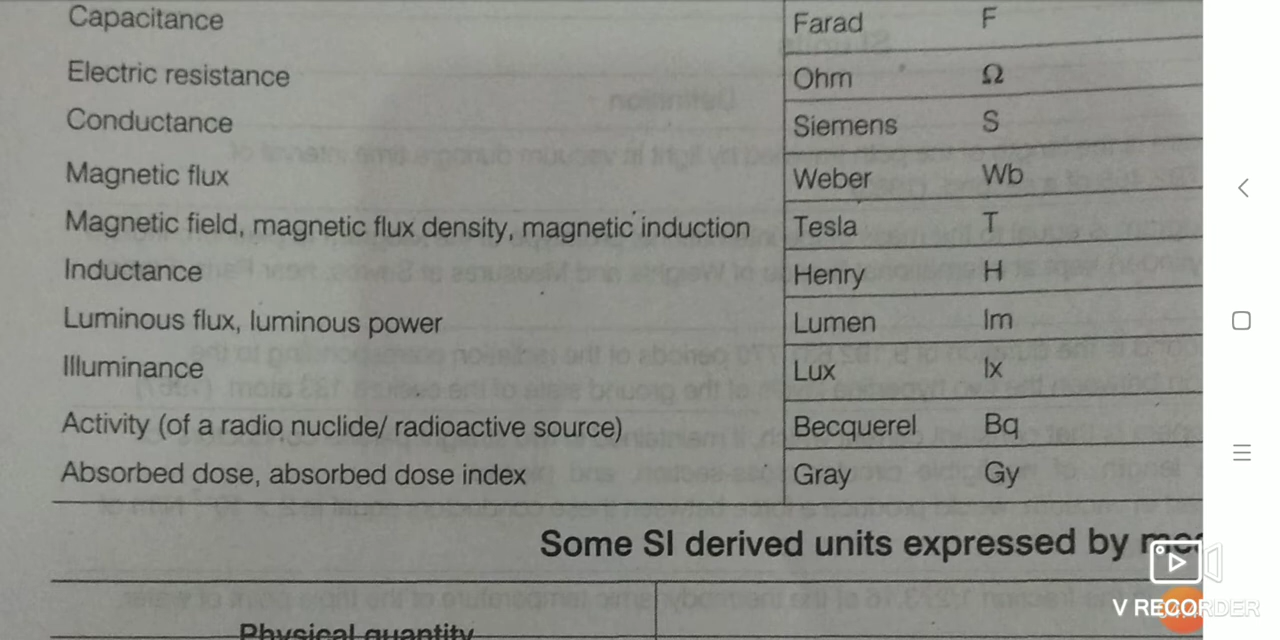 Capacitance Farad F
Electric resistance Ohm Ω
Conductance Siemens S
Magnetic flux Weber Wb
Magnetic field, magnetic flux density, magnetic induction Tesla T
Inductance Henry H
Luminous flux, luminous power Lumen lm
Illuminance Lux lx
Activity (of a radio nuclide/ radioactive source) Becquerel Bq
Absorbed dose, absorbed dose index Gray Gy
Some SI derived units expressed by
Physical quantity
V RECORDER